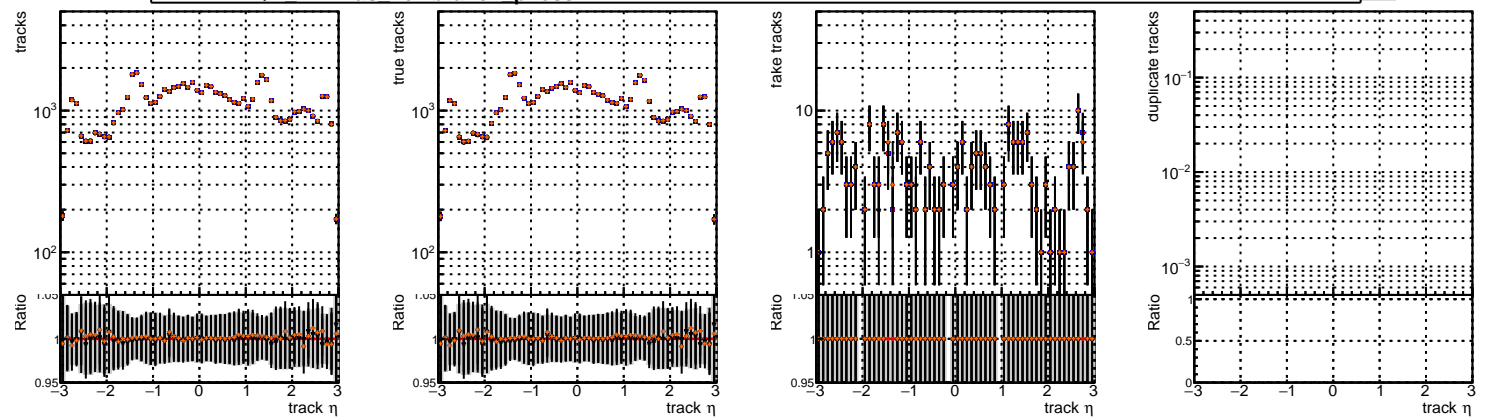 tracks
10³
10²
Ratio
1.05
1
0.95
−3 −2 −1 0 1 2 3
track η
true tracks
10³
10²
Ratio
1.05
1
0.95
−3 −2 −1 0 1 2 3
track η
fake tracks
10
1
Ratio
1.05
1
0.95
−3 −2 −1 0 1 2 3
track η
duplicate tracks
10⁻¹
10⁻²
10⁻³
Ratio
1
0.5
0
−3 −2 −1 0 1 2 3
track η